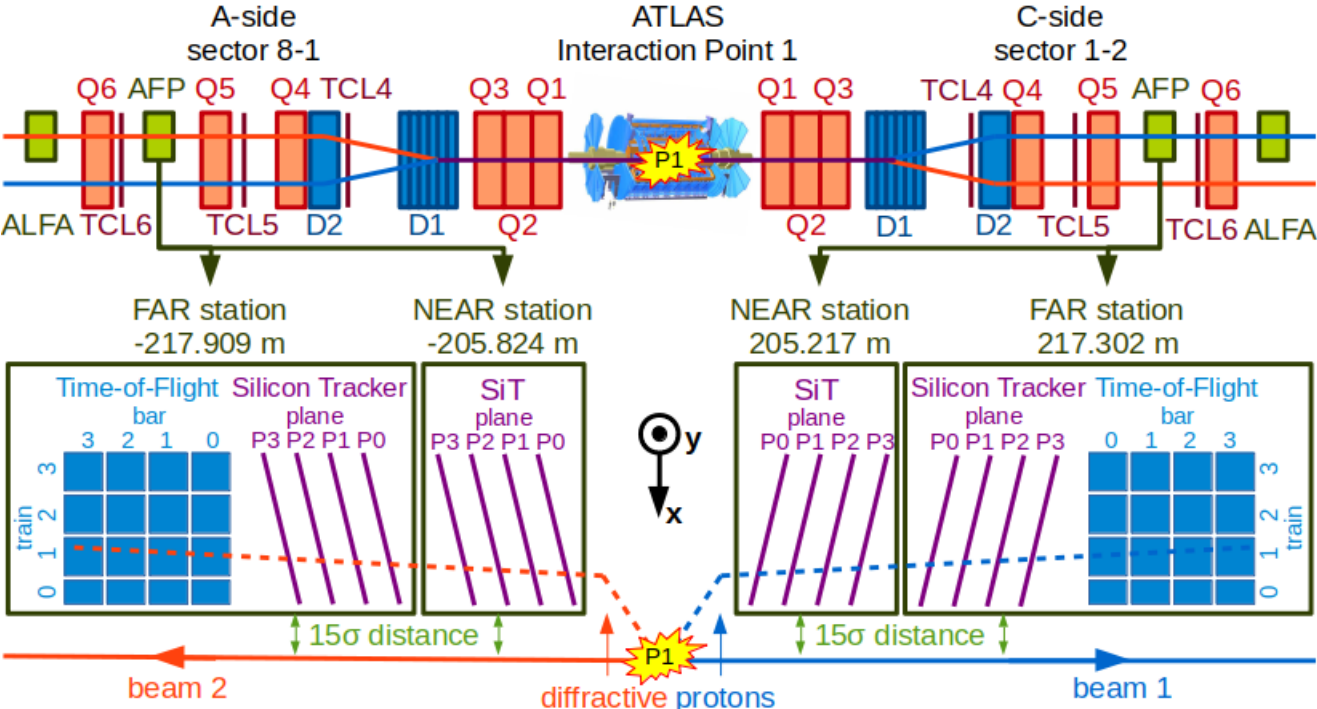 A-side
sector 8-1
ATLAS
Interaction Point 1
C-side
sector 1-2
Q6 AFP Q5 Q4 TCL4 Q3 Q1
Q1 Q3 TCL4 Q4 Q5 AFP Q6
P1
ALFA TCL6 TCL5 D2 D1 Q2
Q2 D1 D2 TCL5 TCL6 ALFA
FAR station
-217.909 m
NEAR station
-205.824 m
NEAR station
205.217 m
FAR station
217.302 m
Time-of-Flight
bar
3 2 1 0
train
3
2
1
0
Silicon Tracker
plane
P3 P2 P1 P0
SiT
plane
P3 P2 P1 P0
y
x
SiT
plane
P0 P1 P2 P3
Silicon Tracker
plane
P0 P1 P2 P3
Time-of-Flight
bar
0 1 2 3
3
2
1
0
train
15σ distance
15σ distance
P1
beam 2
diffractive protons
beam 1